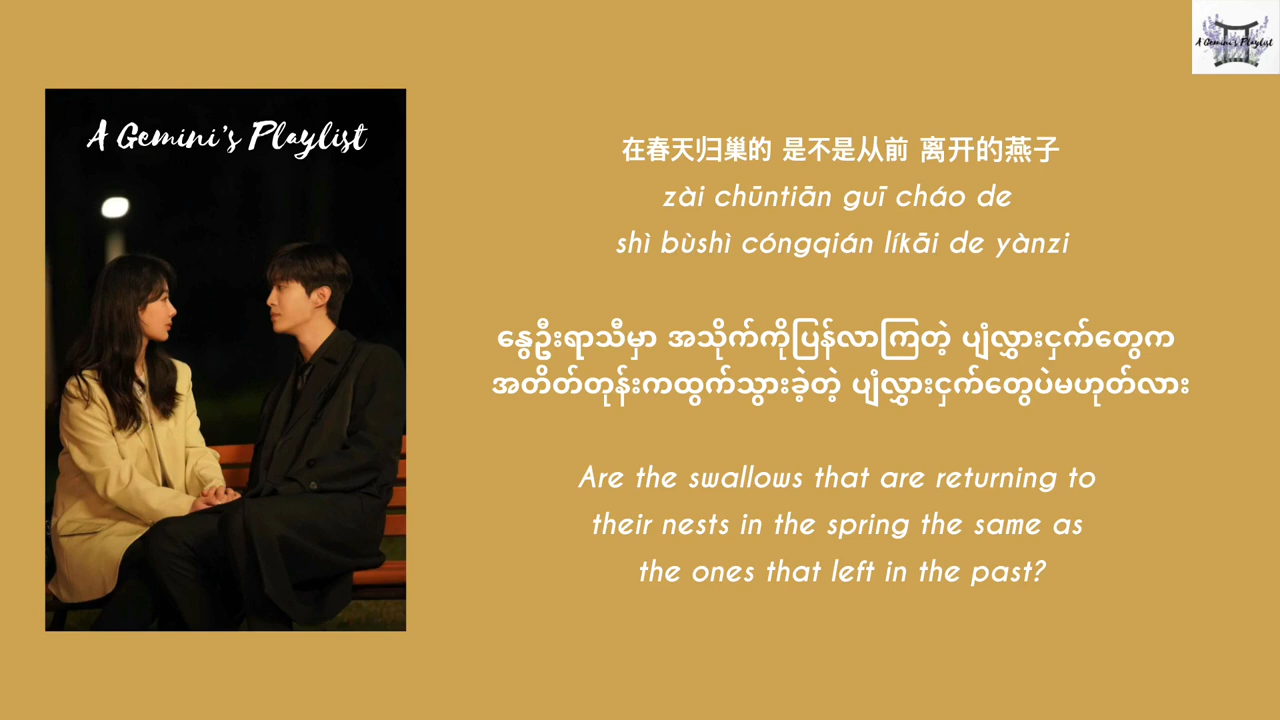 A Gemini's Playlist
A Gemini's Playlist
在春天归巢的 是不是从前 离开的燕子
zài chūntiān guī cháo de
shì bùshì cóngqián líkāi de yànzi
နွေဦးရာသီမှာ အသိုက်ကိုပြန်လာကြတဲ့ ပျံလွှားငှက်တွေက
အတိတ်တုန်းကထွက်သွားခဲ့တဲ့ ပျံလွှားငှက်တွေပဲမဟုတ်လား
Are the swallows that are returning to
their nests in the spring the same as
the ones that left in the past?